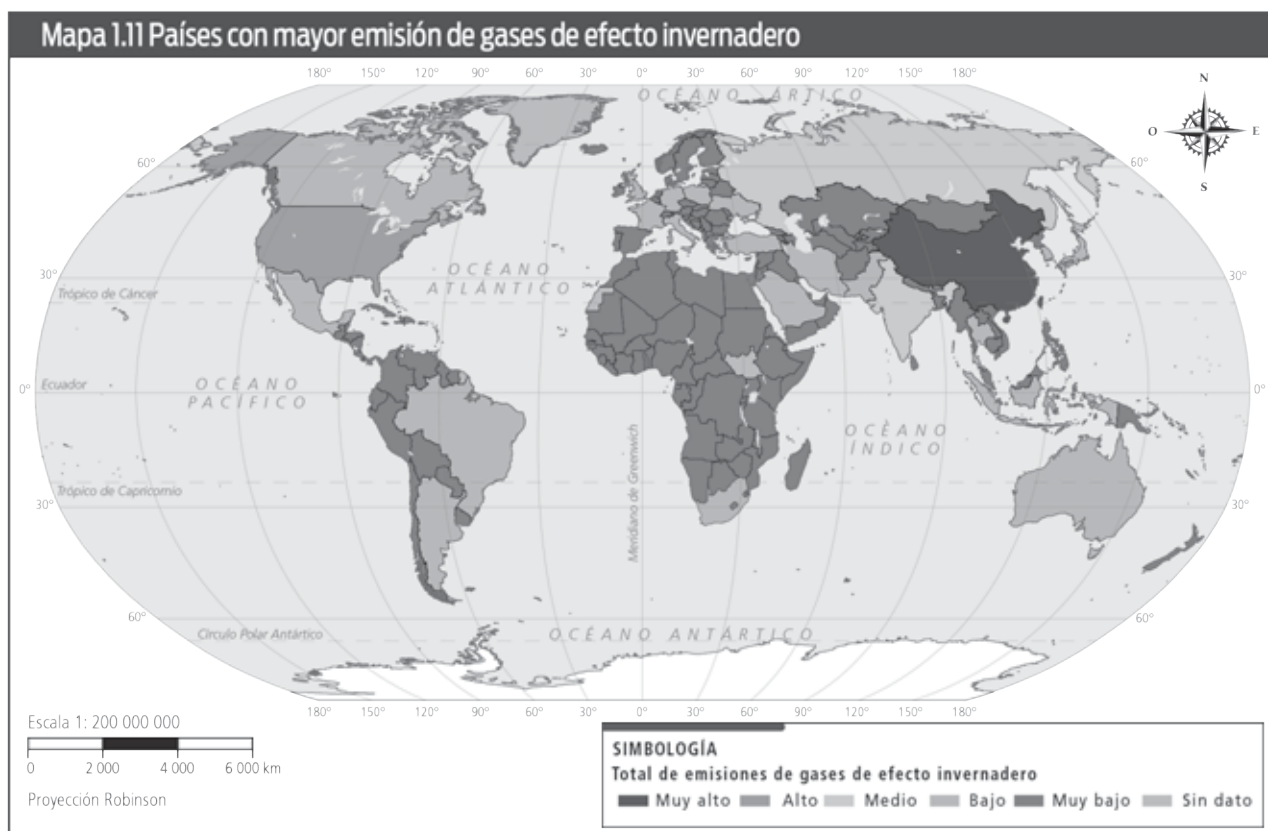 Mapa 1.11 Países con mayor emisión de gases de efecto invernadero
180° 150° 120° 90° 60° 30° 0° 30° 60° 90° 120° 150° 180°
N
O E
S
OCÉANO ÁRTICO
60° 60°
OCÉANO
ATLÁNTICO
30° 30°
Trópico de Cáncer
Ecuador
0° 0°
OCÉANO
PACÍFICO
OCÉANO
ÍNDICO
Meridiano de Greenwich
Trópico de Capricornio
30° 30°
60° 60°
Círculo Polar Antártico
OCÉANO ANTÁRTICO
180° 150° 120° 90° 60° 30° 0° 30° 60° 90° 120° 150° 180°
Escala 1: 200 000 000
0 2 000 4 000 6 000 km
Proyección Robinson
SIMBOLOGÍA
Total de emisiones de gases de efecto invernadero
Muy alto Alto Medio Bajo Muy bajo Sin dato